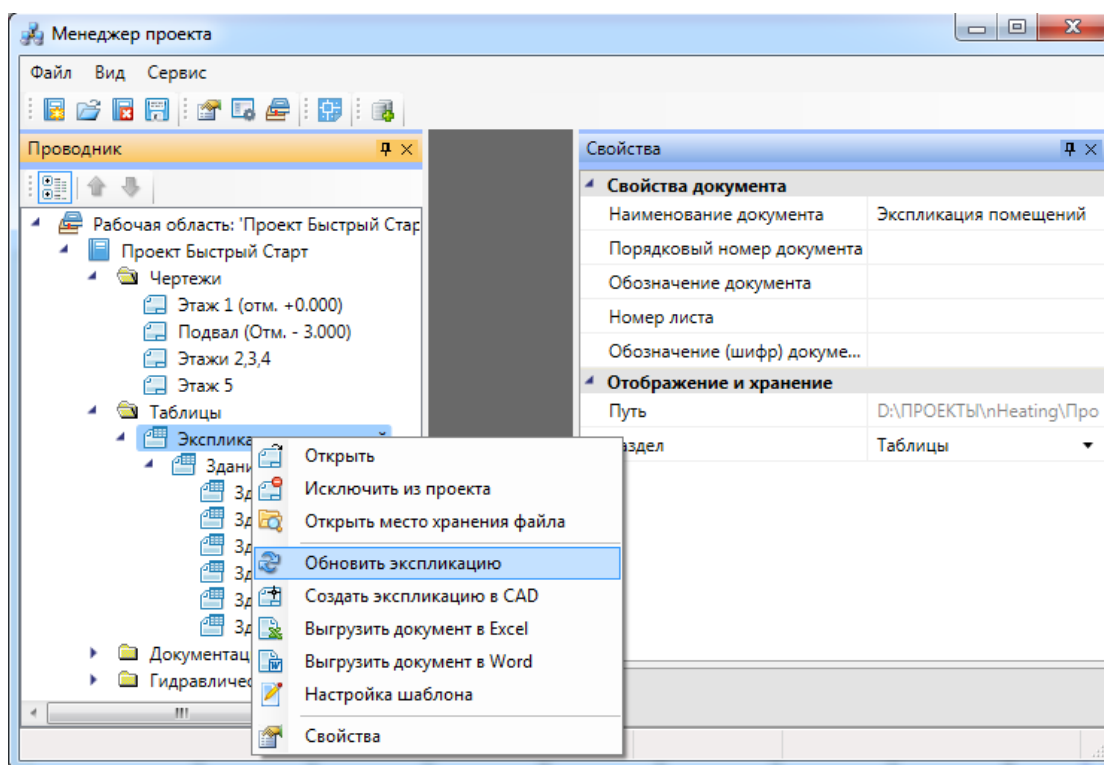 Менеджер проекта
Файл Вид Сервис
Проводник
Рабочая область: 'Проект Быстрый Стар
Проект Быстрый Старт
Чертежи
Этаж 1 (отм. +0.000)
Подвал (Отм. - 3.000)
Этажи 2,3,4
Этаж 5
Таблицы
Эксплика
Здани
Зд
Зд
Зд
Зд
Зд
Зд
Документац
Гидравличес
Открыть
Исключить из проекта
Открыть место хранения файла
Обновить экспликацию
Создать экспликацию в CAD
Выгрузить документ в Excel
Выгрузить документ в Word
Настройка шаблона
Свойства
Свойства
Свойства документа
Наименование документа Экспликация помещений
Порядковый номер документа
Обозначение документа
Номер листа
Обозначение (шифр) докуме...
Отображение и хранение
Путь D:\ПРОЕКТЫ\nHeating\Про
аздел Таблицы